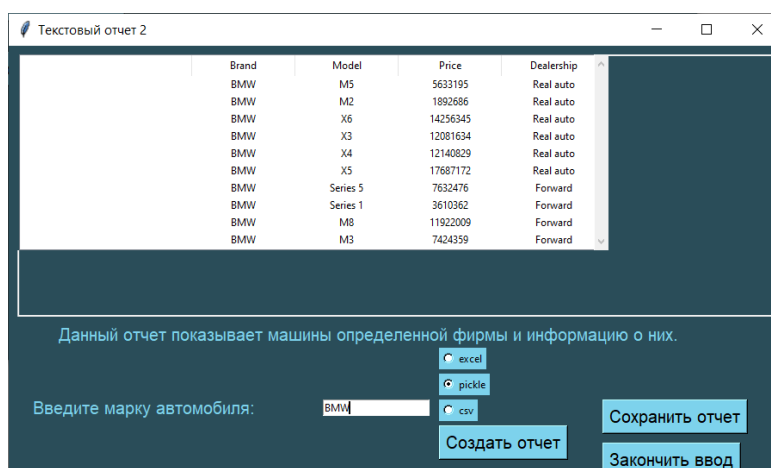 Текстовый отчет 2
Brand Model Price Dealership
BMW M5 5633195 Real auto
BMW M2 1892686 Real auto
BMW X6 14256345 Real auto
BMW X3 12081634 Real auto
BMW X4 12140829 Real auto
BMW X5 17687172 Real auto
BMW Series 5 7632476 Forward
BMW Series 1 3610362 Forward
BMW M8 11922009 Forward
BMW M3 7424359 Forward
Данный отчет показывает машины определенной фирмы и информацию о них.
excel
pickle
Введите марку автомобиля: BMW csv
Сохранить отчет
Создать отчет
Закончить ввод